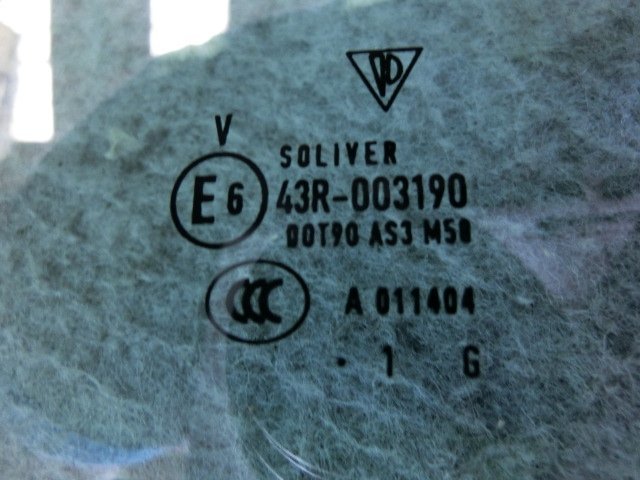 V
SOLIVER
E6 43R-003190
DOT90 AS3 M50
CCC A 011404
· 1 G